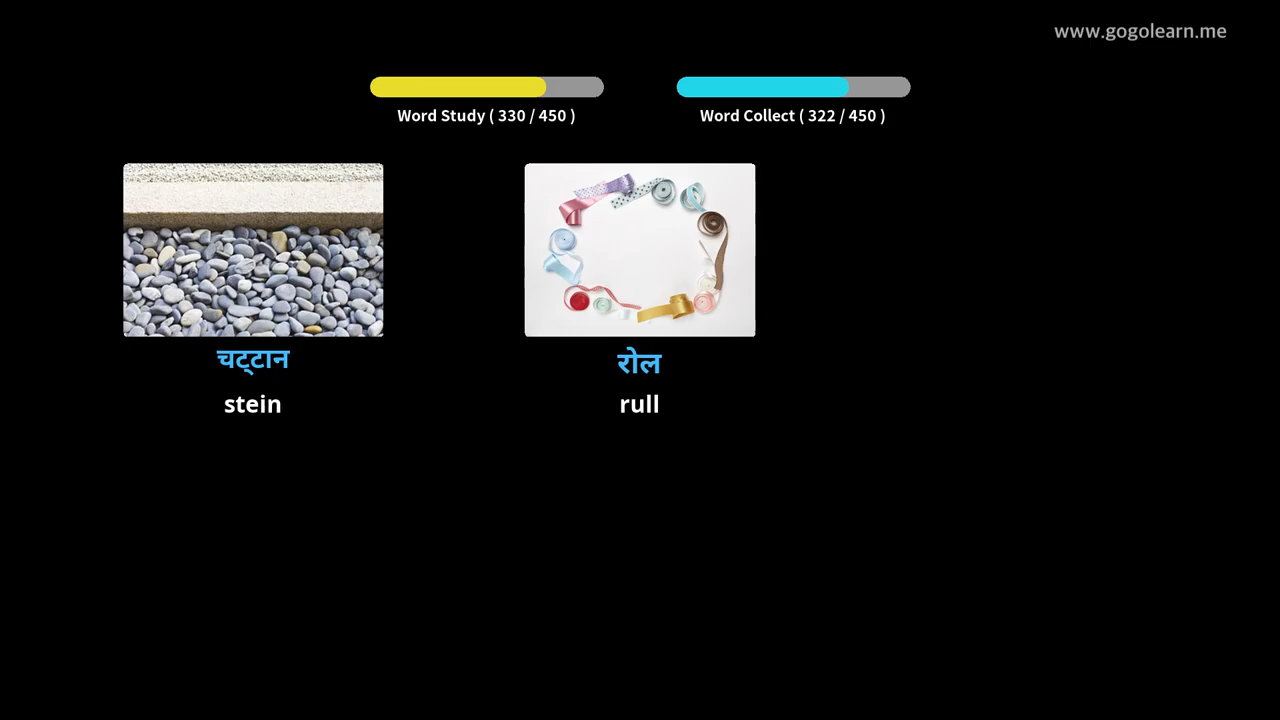 www.gogolearn.me
Word Study ( 330 / 450 )
Word Collect ( 322 / 450 )
चट्टान
रोल
stein
rull